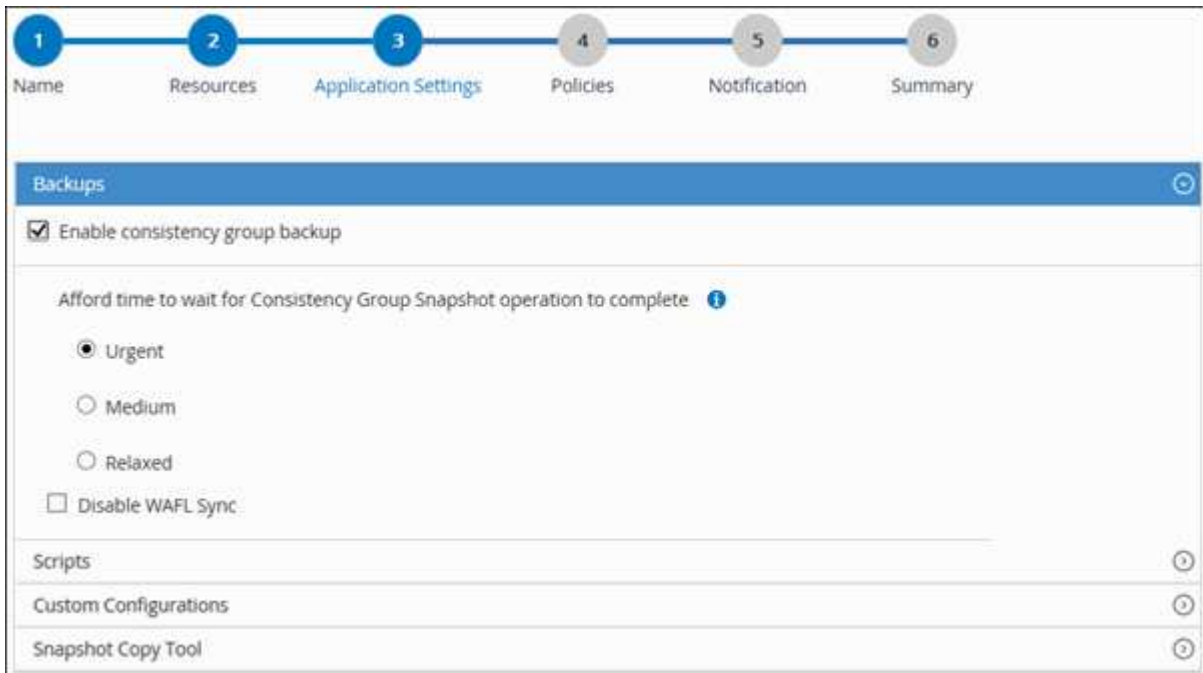 1 2 3 4 5 6
Name Resources Application Settings Policies Notification Summary
Backups
Enable consistency group backup
Afford time to wait for Consistency Group Snapshot operation to complete i
Urgent
Medium
Relaxed
Disable WAFL Sync
Scripts
Custom Configurations
Snapshot Copy Tool